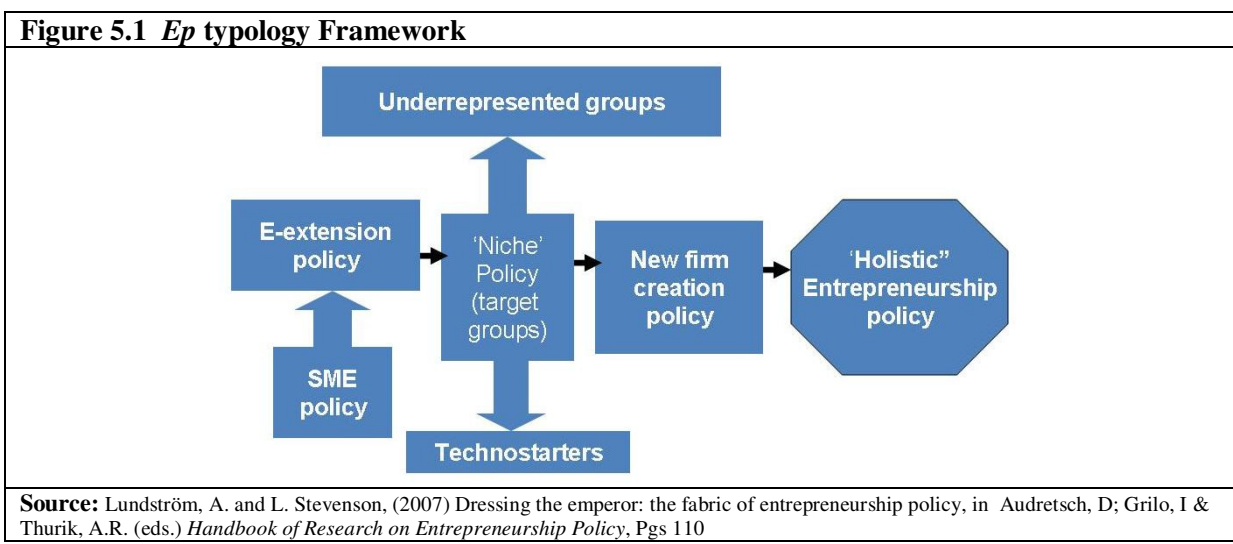 Figure 5.1 Ep typology Framework
Underrepresented groups
E-extension
policy
'Niche'
Policy
(target
groups)
New firm
creation
policy
'Holistic"
Entrepreneurship
policy
SME
policy
Technostarters
Source: Lundström, A. and L. Stevenson, (2007) Dressing the emperor: the fabric of entrepreneurship policy, in Audretsch, D; Grilo, I &
Thurik, A.R. (eds.) Handbook of Research on Entrepreneurship Policy, Pgs 110